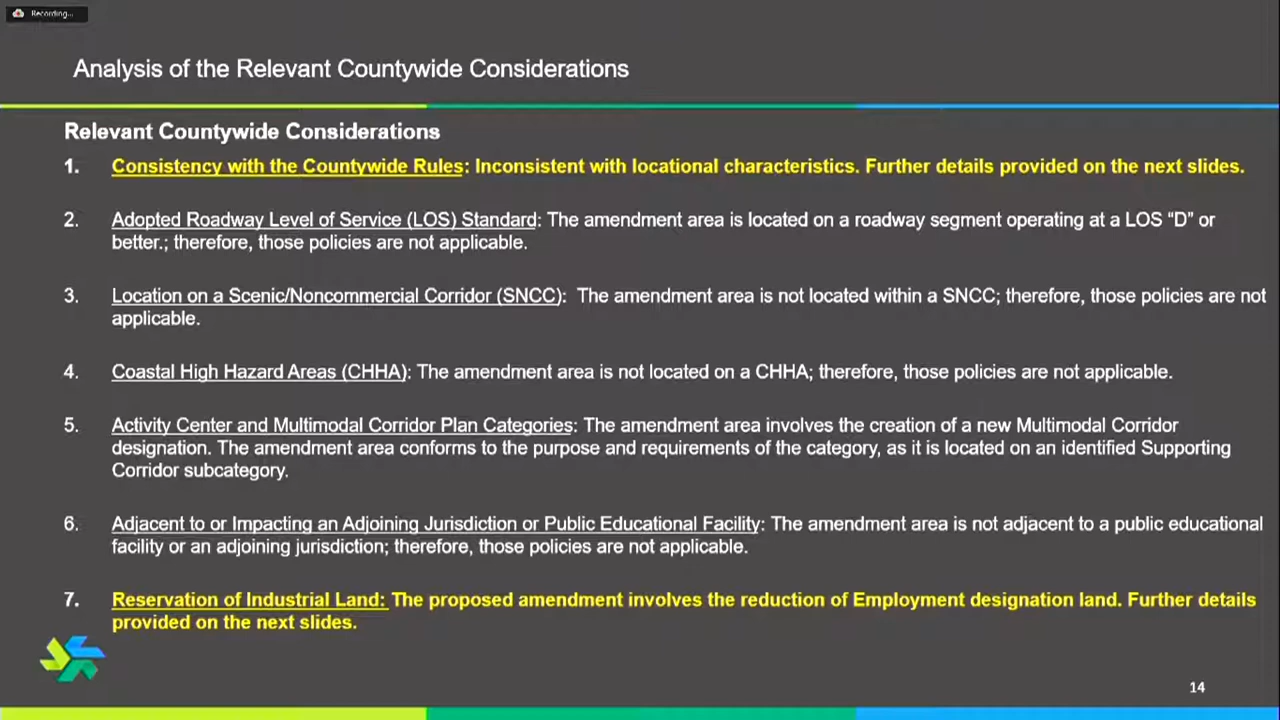 Recording...
Analysis of the Relevant Countywide Considerations
Relevant Countywide Considerations
1. Consistency with the Countywide Rules: Inconsistent with locational characteristics. Further details provided on the next slides.
2. Adopted Roadway Level of Service (LOS) Standard: The amendment area is located on a roadway segment operating at a LOS “D” or
better.; therefore, those policies are not applicable.
3. Location on a Scenic/Noncommercial Corridor (SNCC): The amendment area is not located within a SNCC; therefore, those policies are not
applicable.
4. Coastal High Hazard Areas (CHHA): The amendment area is not located on a CHHA; therefore, those policies are not applicable.
5. Activity Center and Multimodal Corridor Plan Categories: The amendment area involves the creation of a new Multimodal Corridor
designation. The amendment area conforms to the purpose and requirements of the category, as it is located on an identified Supporting
Corridor subcategory.
6. Adjacent to or Impacting an Adjoining Jurisdiction or Public Educational Facility: The amendment area is not adjacent to a public educational
facility or an adjoining jurisdiction; therefore, those policies are not applicable.
7. Reservation of Industrial Land: The proposed amendment involves the reduction of Employment designation land. Further details
provided on the next slides.
14